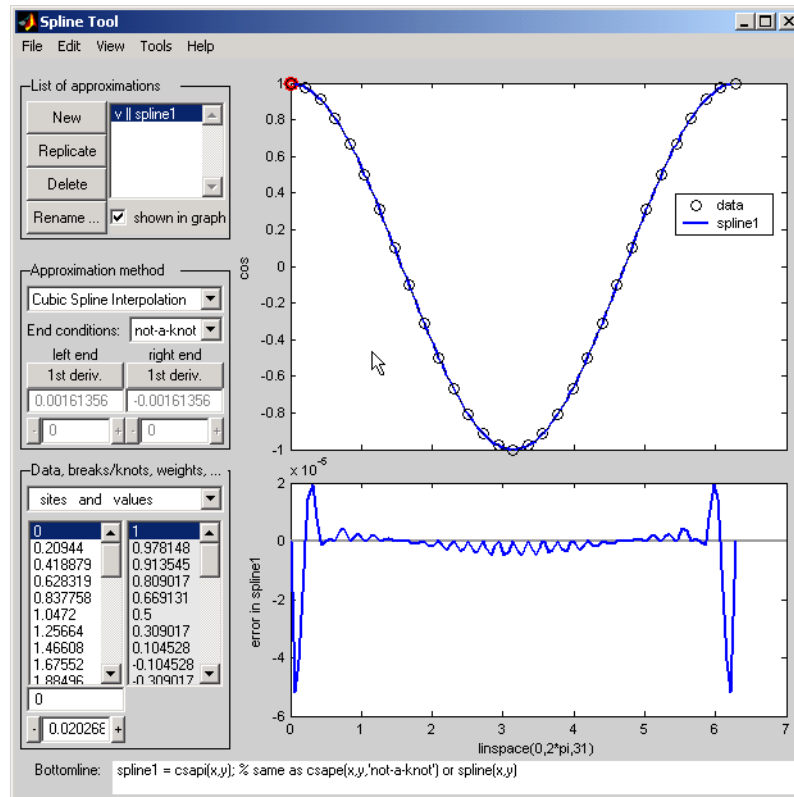 Spline Tool
File Edit View Tools Help
List of approximations
New
v || spline1
Replicate
Delete
Rename ...
shown in graph
Approximation method
Cubic Spline Interpolation
End conditions: not-a-knot
left end right end
1st deriv. 1st deriv.
0.00161356 -0.00161356
- 0 + - 0 +
Data, breaks/knots, weights, ...
sites and values
0 1
0.20944 0.978148
0.418879 0.913545
0.628319 0.809017
0.837758 0.669131
1.0472 0.5
1.25664 0.309017
1.46608 0.104528
1.67552 -0.104528
1.88496 -0.309017
0
- 0.020268 +
1
0.8
0.6
0.4
0.2
0
-0.2
-0.4
-0.6
-0.8
-1
cos
data
spline1
x 10^-5
2
0
-2
-4
-6
error in spline1
0 1 2 3 4 5 6 7
linspace(0,2*pi,31)
Bottomline: spline1 = csapi(x,y); % same as csape(x,y,'not-a-knot') or spline(x,y)